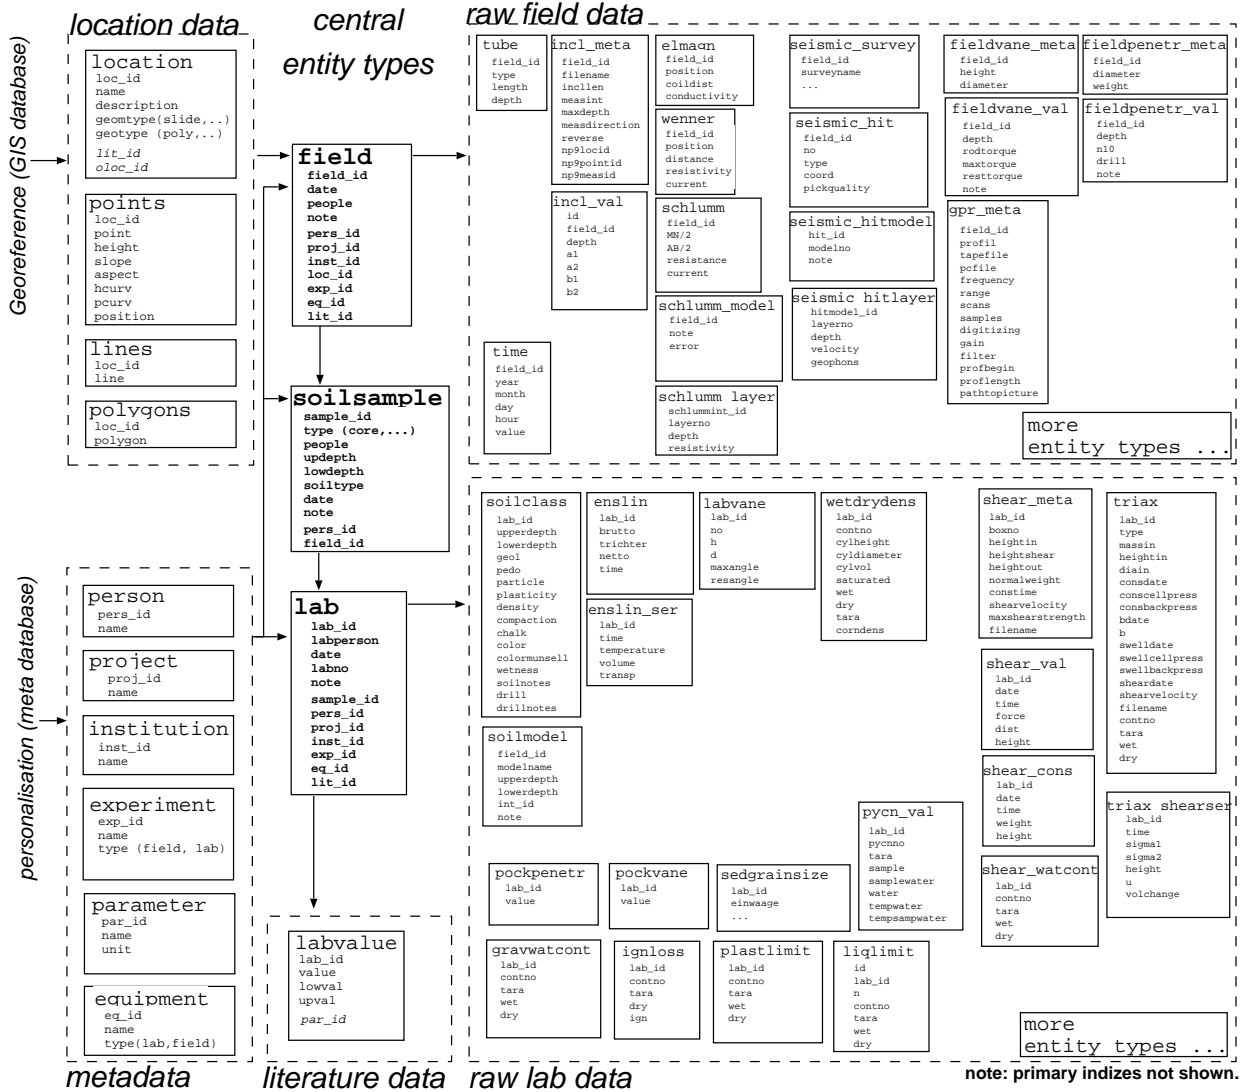 location data
central
entity types
raw field data
Georeference (GIS database)
location
loc_id
name
description
geomtype(slide,..)
geotype (poly,..)
lit_id
oloc_id
points
loc_id
point
height
slope
aspect
hcurv
pcurv
position
lines
loc_id
line
polygons
loc_id
polygon
field
field_id
date
people
note
pers_id
proj_id
inst_id
loc_id
exp_id
eq_id
lit_id
soilsample
sample_id
type (core,...)
people
updepth
lowdepth
soiltype
date
note
pers_id
field_id
lab
lab_id
labperson
date
labno
note
sample_id
pers_id
proj_id
inst_id
exp_id
eq_id
lit_id
tube
field_id
type
length
depth
incl_meta
field_id
filename
incllen
measint
maxdepth
measdirection
reverse
np9locid
np9pointid
np9measid
incl_val
id
field_id
depth
a1
a2
b1
b2
time
field_id
year
month
day
hour
value
elmagn
field_id
position
coildist
conductivity
wenner
field_id
position
distance
resistivity
current
schlumm
field_id
MN/2
AB/2
resistance
current
schlumm_model
field_id
note
error
schlumm layer
schlummint_id
layerno
depth
resistivity
seismic_survey
field_id
surveyname
...
seismic_hit
field_id
no
type
coord
pickquality
seismic_hitmodel
hit_id
modelno
note
seismic hitlayer
hitmodel_id
layerno
depth
velocity
geophons
fieldvane_meta
field_id
height
diameter
fieldvane_val
field_id
depth
rodtorque
maxtorque
resttorque
note
gpr_meta
field_id
profil
tapefile
pcfile
frequency
range
scans
samples
digitizing
gain
filter
profbegin
proflength
pathtopicture
fieldpenetr_meta
field_id
diameter
weight
fieldpenetr_val
field_id
depth
n10
drill
note
more
entity types ...
personalisation (meta database)
person
pers_id
name
project
proj_id
name
institution
inst_id
name
experiment
exp_id
name
type (field, lab)
parameter
par_id
name
unit
equipment
eq_id
name
type(lab,field)
metadata
labvalue
lab_id
value
lowval
upval
par_id
literature data
soilclass
lab_id
upperdepth
lowerdepth
geol
pedo
particle
plasticity
density
compaction
chalk
color
colormunsell
wetness
soilnotes
drill
drillnotes
soilmodel
field_id
modelname
upperdepth
lowerdepth
int_id
note
enslin
lab_id
brutto
trichter
netto
time
enslin_ser
lab_id
time
temperature
volume
transp
labvane
lab_id
no
h
d
maxangle
resangle
wetdrydens
lab_id
contno
cylheight
cyldiameter
cylvol
saturated
wet
dry
tara
corndens
shear_meta
lab_id
boxno
heightin
heightshear
heightout
normalweight
constime
shearvelocity
maxshearstrength
filename
shear_val
lab_id
date
time
force
dist
height
shear_cons
lab_id
date
time
weight
height
shear_watcont
lab_id
contno
tara
wet
dry
triax
lab_id
type
massin
heightin
diain
consdate
conscellpress
consbackpress
bdate
b
swelldate
swellcellpress
swellbackpress
sheardate
shearvelocity
filename
contno
tara
wet
dry
triax shearser
lab_id
time
sigma1
sigma2
height
u
volchange
pycn_val
lab_id
pycnno
tara
sample
samplewater
water
tempwater
tempsampwater
pockpenetr
lab_id
value
pockvane
lab_id
value
sedgrainsize
lab_id
einwaage
...
gravwatcont
lab_id
contno
tara
wet
dry
ignloss
lab_id
contno
tara
dry
ign
plastlimit
lab_id
contno
tara
wet
dry
liqlimit
id
lab_id
n
contno
tara
wet
dry
more
entity types ...
raw lab data
note: primary indizes not shown.